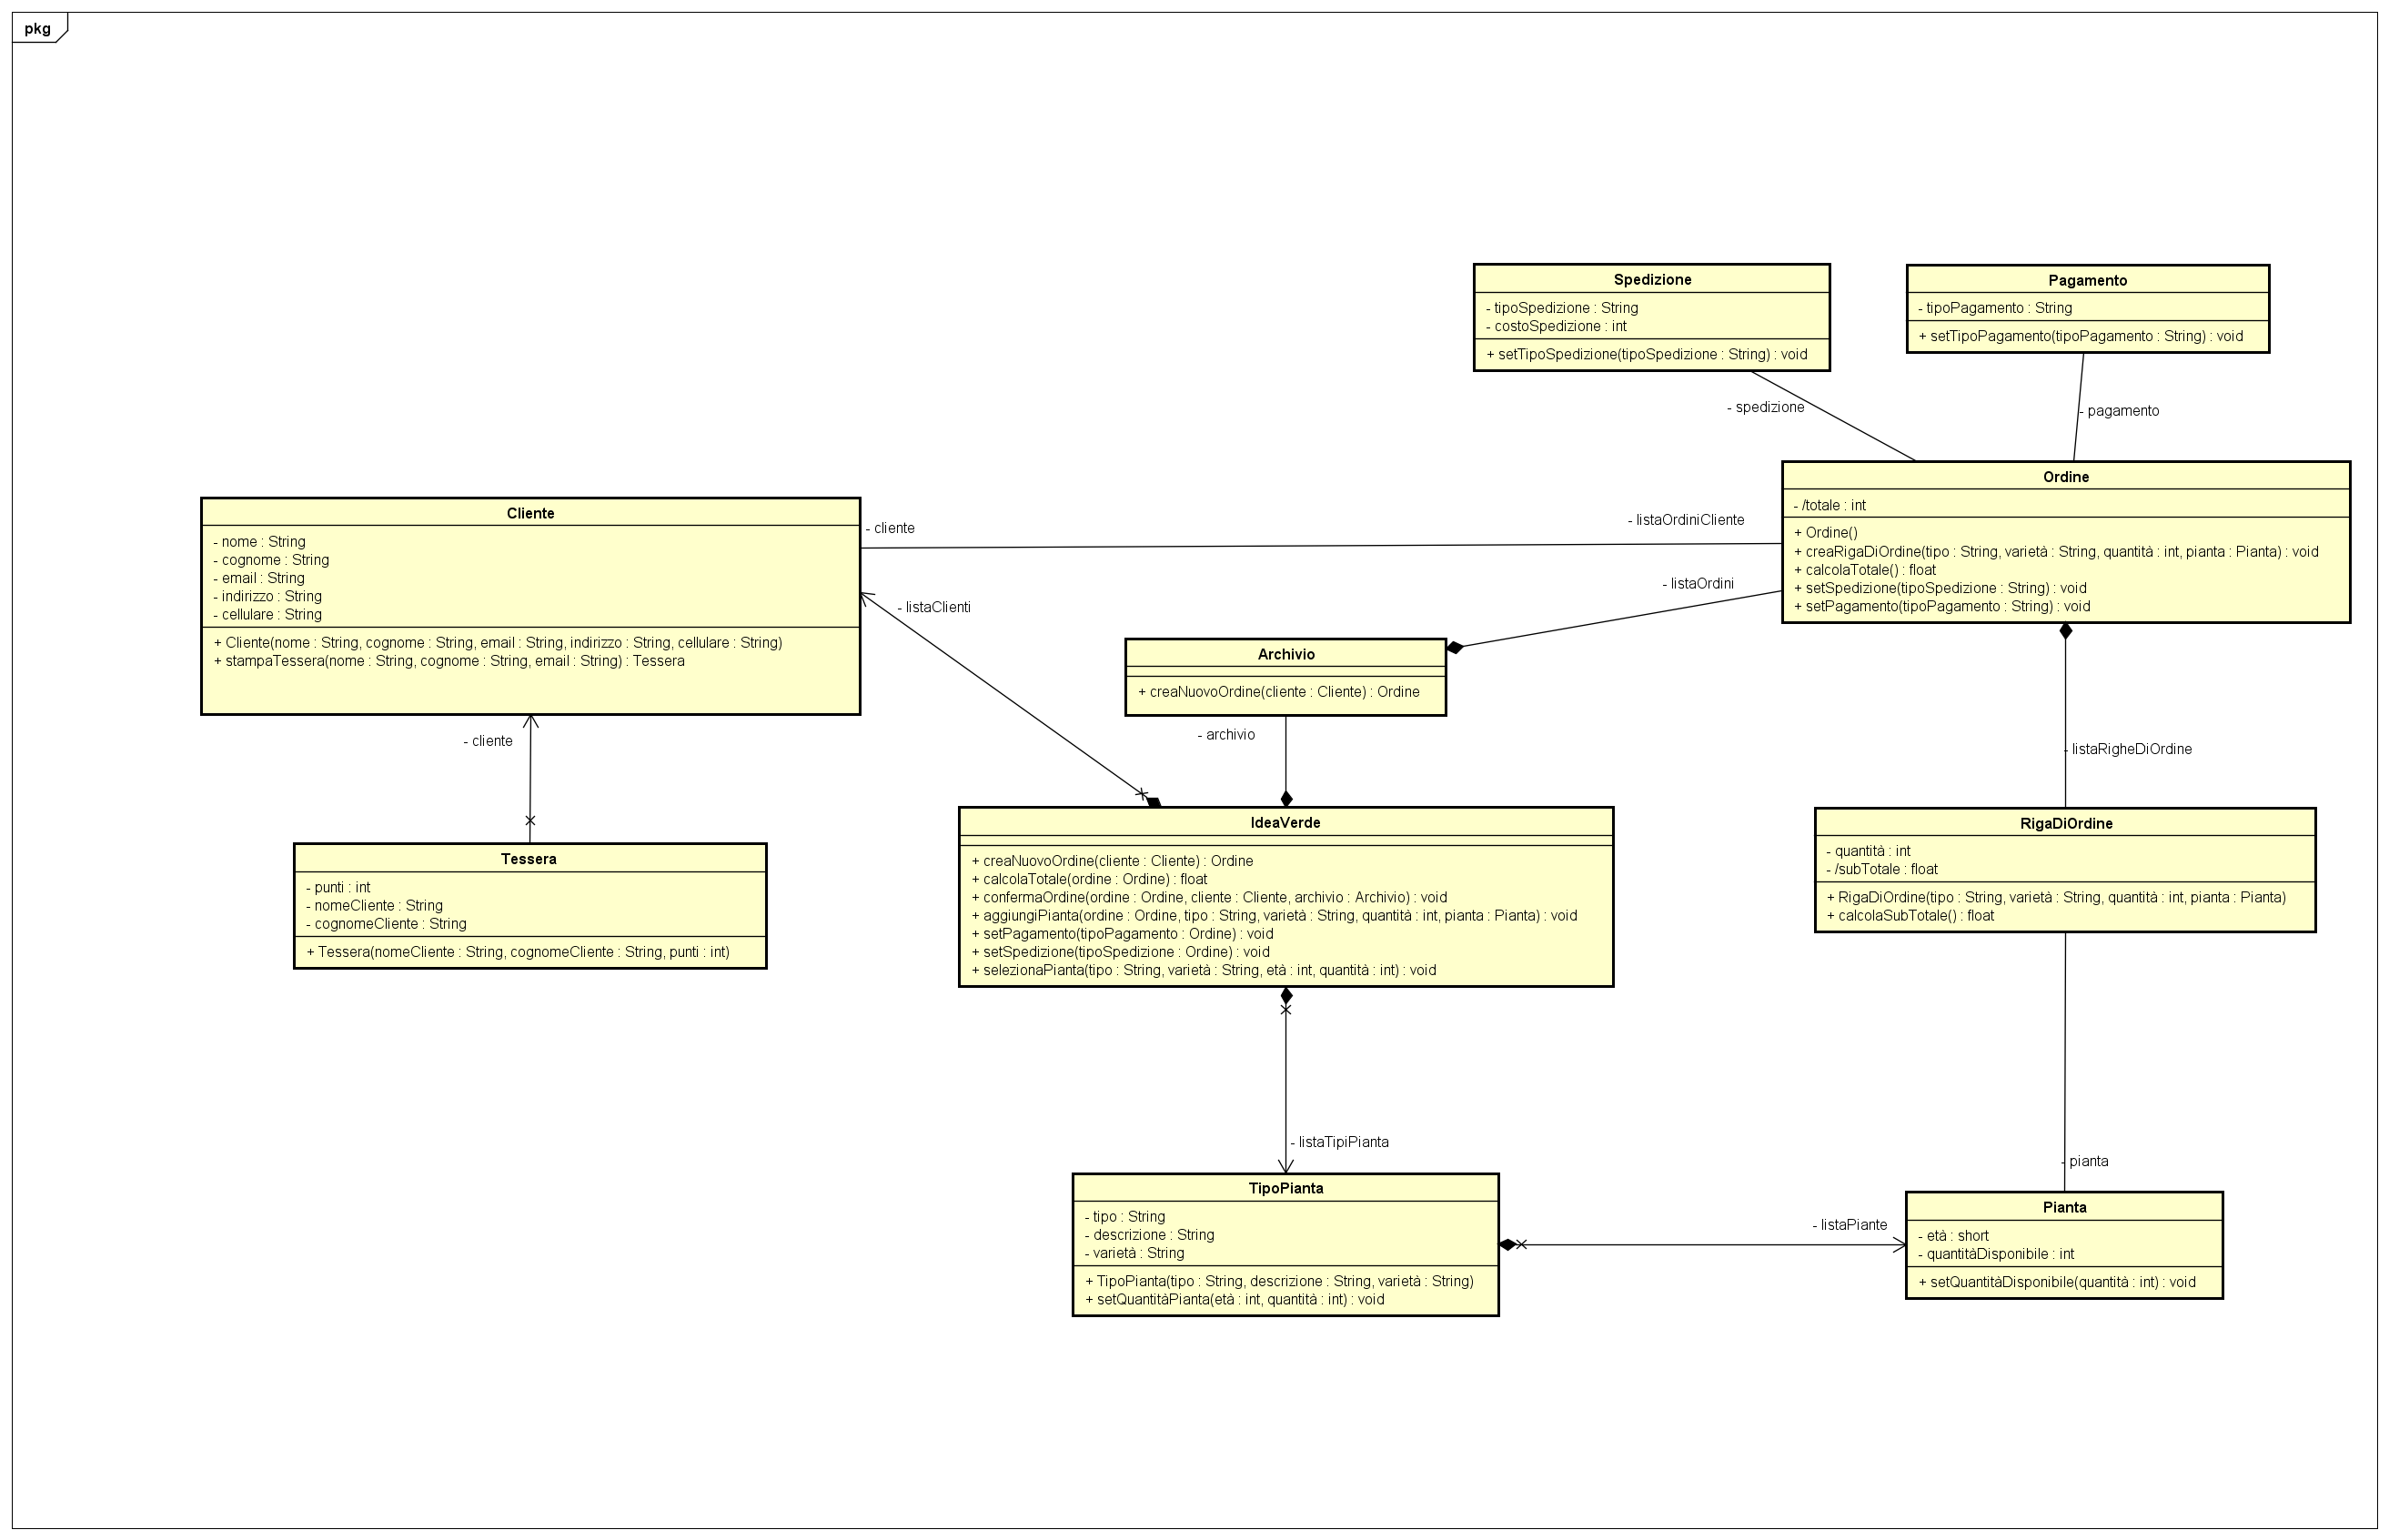 pkg
Spedizione
- tipoSpedizione : String
- costoSpedizione : int
+ setTipoSpedizione(tipoSpedizione : String) : void
Pagamento
- tipoPagamento : String
+ setTipoPagamento(tipoPagamento : String) : void
- spedizione
- pagamento
Cliente
- nome : String
- cognome : String
- email : String
- indirizzo : String
- cellulare : String
+ Cliente(nome : String, cognome : String, email : String, indirizzo : String, cellulare : String)
+ stampaTessera(nome : String, cognome : String, email : String) : Tessera
- cliente
- listaOrdiniCliente
Ordine
- /totale : int
+ Ordine()
+ creaRigaDiOrdine(tipo : String, varietà : String, quantità : int, pianta : Pianta) : void
+ calcolaTotale() : float
+ setSpedizione(tipoSpedizione : String) : void
+ setPagamento(tipoPagamento : String) : void
- listaOrdini
- listaClienti
Archivio
+ creaNuovoOrdine(cliente : Cliente) : Ordine
- archivio
- cliente
- listaRigheDiOrdine
Tessera
- punti : int
- nomeCliente : String
- cognomeCliente : String
+ Tessera(nomeCliente : String, cognomeCliente : String, punti : int)
IdeaVerde
+ creaNuovoOrdine(cliente : Cliente) : Ordine
+ calcolaTotale(ordine : Ordine) : float
+ confermaOrdine(ordine : Ordine, cliente : Cliente, archivio : Archivio) : void
+ aggiungiPianta(ordine : Ordine, tipo : String, varietà : String, quantità : int, pianta : Pianta) : void
+ setPagamento(tipoPagamento : Ordine) : void
+ setSpedizione(tipoSpedizione : Ordine) : void
+ selezionaPianta(tipo : String, varietà : String, età : int, quantità : int) : void
RigaDiOrdine
- quantità : int
- /subTotale : float
+ RigaDiOrdine(tipo : String, varietà : String, quantità : int, pianta : Pianta)
+ calcolaSubTotale() : float
- listaTipiPianta
- pianta
TipoPianta
- tipo : String
- descrizione : String
- varietà : String
+ TipoPianta(tipo : String, descrizione : String, varietà : String)
+ setQuantitàPianta(età : int, quantità : int) : void
- listaPiante
Pianta
- età : short
- quantitàDisponibile : int
+ setQuantitàDisponibile(quantità : int) : void